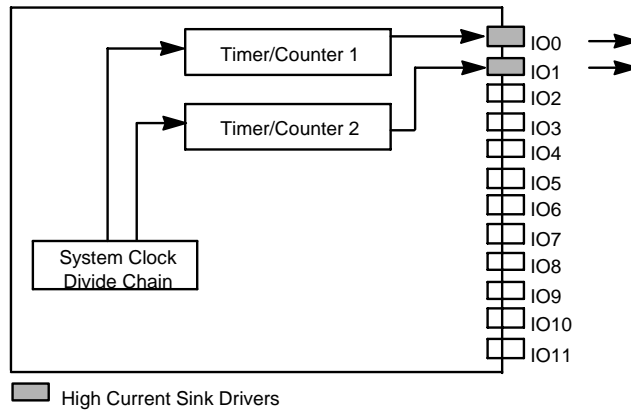 Timer/Counter 1
Timer/Counter 2
System Clock
Divide Chain
IO0
IO1
IO2
IO3
IO4
IO5
IO6
IO7
IO8
IO9
IO10
IO11
High Current Sink Drivers